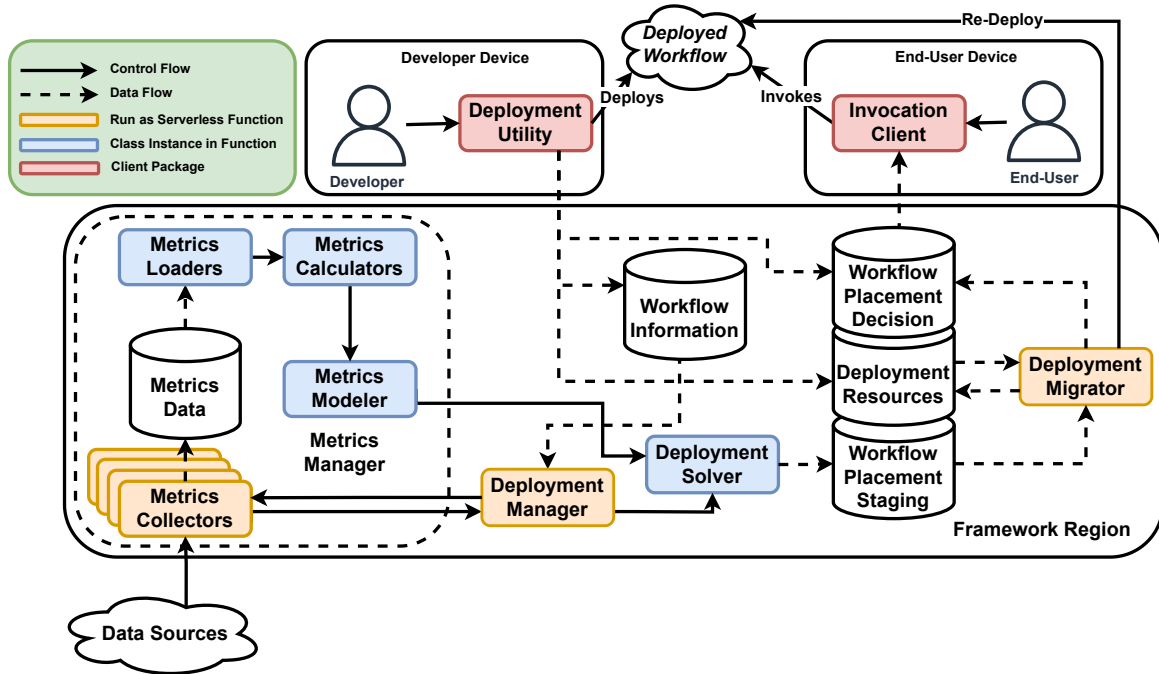 Control Flow
Data Flow
Run as Serverless Function
Class Instance in Function
Client Package
Developer Device
Developer
Deployment
Utility
Deploys
Deployed
Workflow
Invokes
Re-Deploy
End-User Device
Invocation
Client
End-User
Metrics
Loaders
Metrics
Calculators
Metrics
Data
Metrics
Modeler
Metrics
Manager
Metrics
Collectors
Workflow
Information
Deployment
Manager
Deployment
Solver
Workflow
Placement
Decision
Deployment
Resources
Workflow
Placement
Staging
Deployment
Migrator
Framework Region
Data Sources